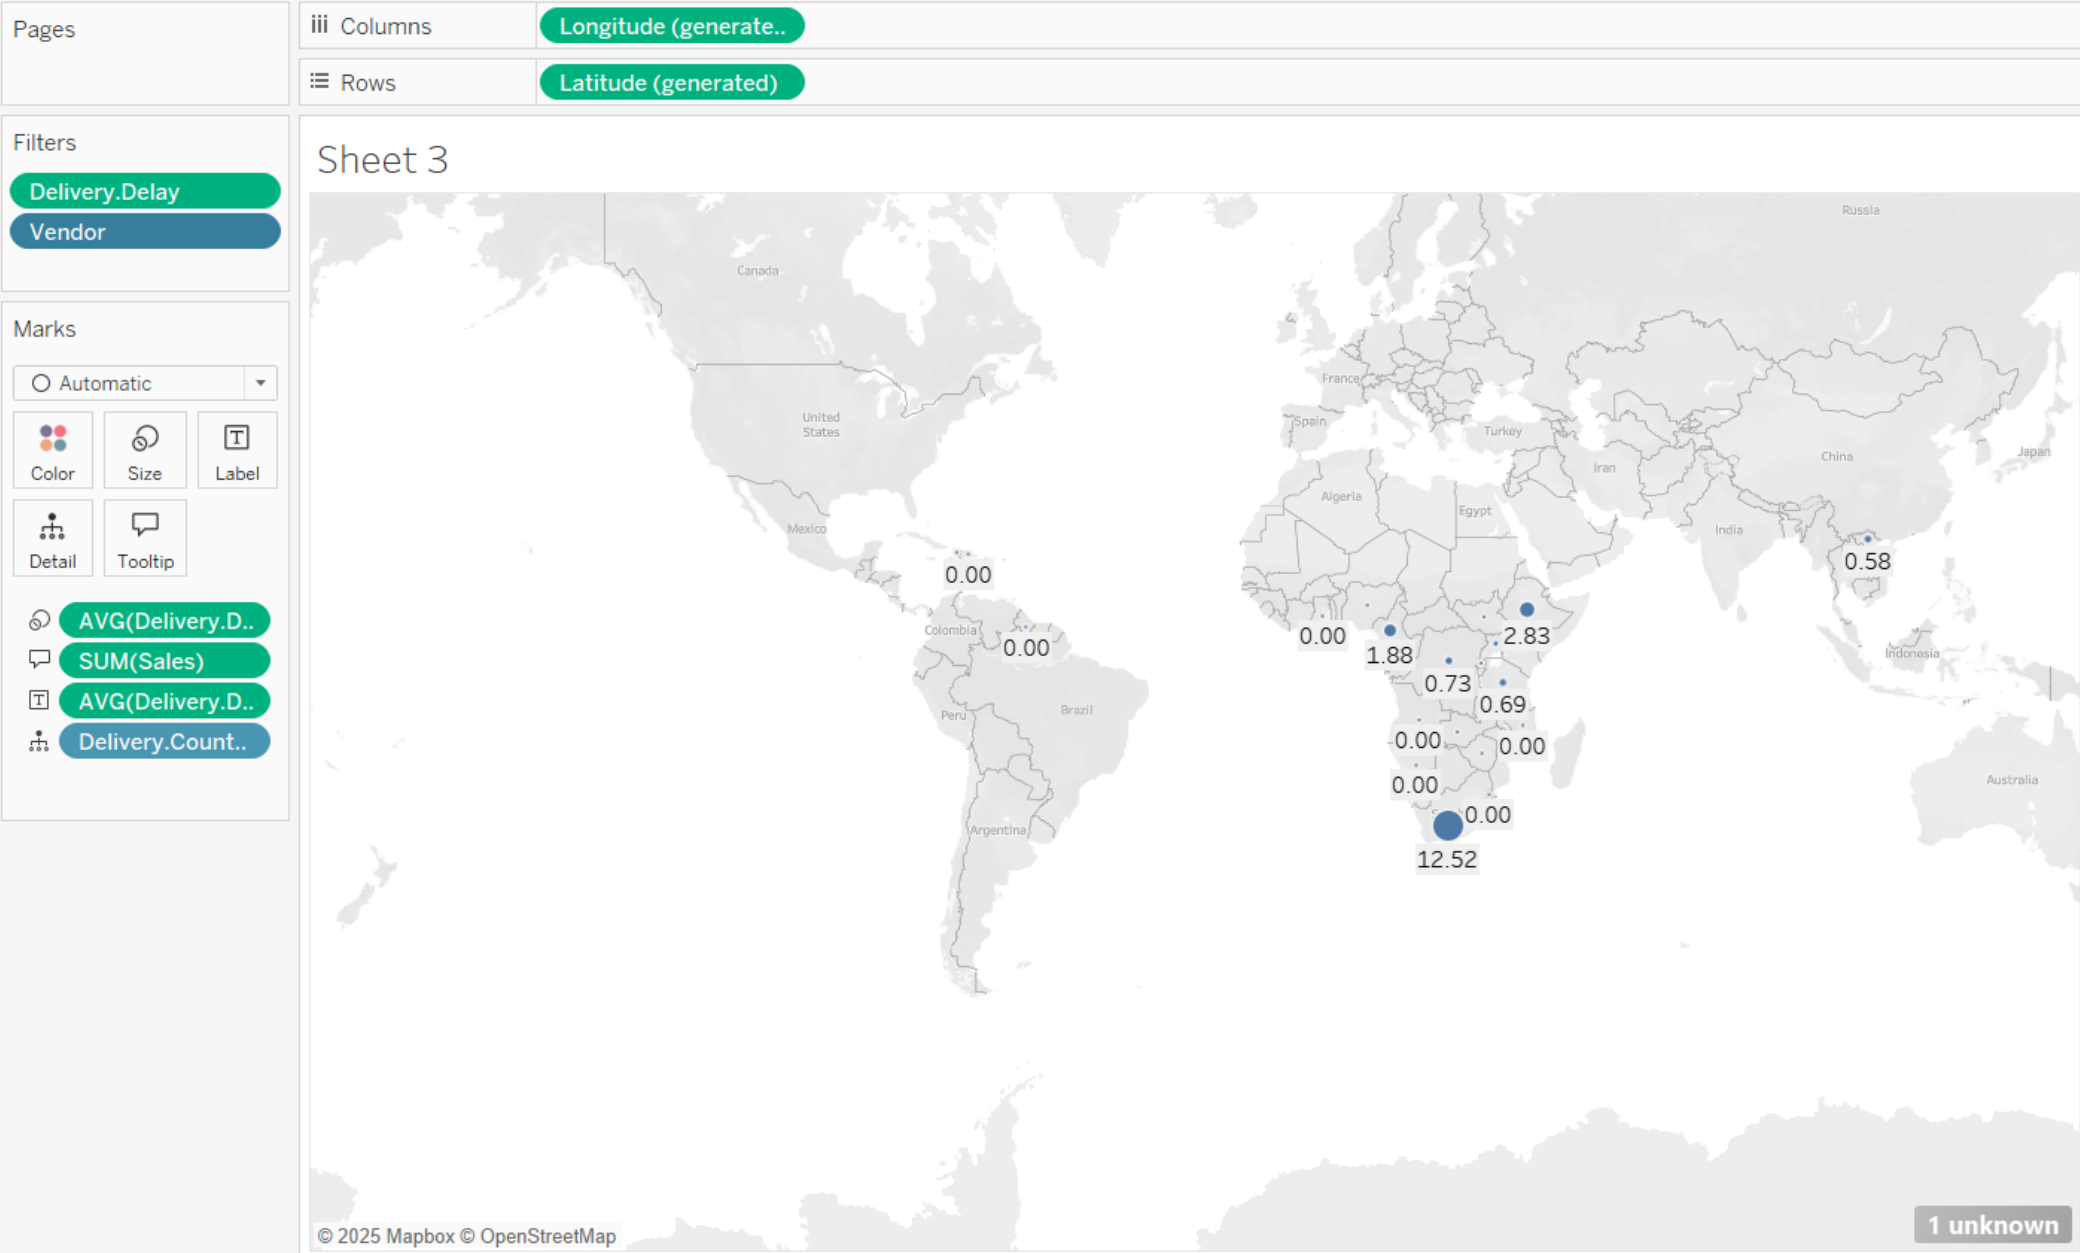 Pages
Columns
Longitude (generate..
Rows
Latitude (generated)
Filters
Delivery.Delay
Vendor
Marks
Automatic
Color
Size
Label
Detail
Tooltip
AVG(Delivery.D..
SUM(Sales)
AVG(Delivery.D..
Delivery.Count..
Sheet 3
Russia
Canada
France
United
States
Spain
Turkey
Japan
China
Iran
Algeria
Egypt
Mexico
India
0.00
0.58
Colombia
0.00
0.00
2.83
1.88
Indonesia
0.73
0.69
Peru
Brazil
0.00
0.00
Australia
0.00
0.00
Argentina
12.52
© 2025 Mapbox © OpenStreetMap
1 unknown